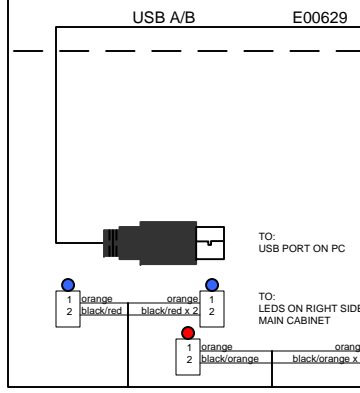 USB A/B E00629
TO:
USB PORT ON PC
TO:
LEDS ON RIGHT SIDE
MAIN CABINET
1 orange orange 1
2 black/red black/red x 2 2
1 orange orang
2 black/orange black/orange x